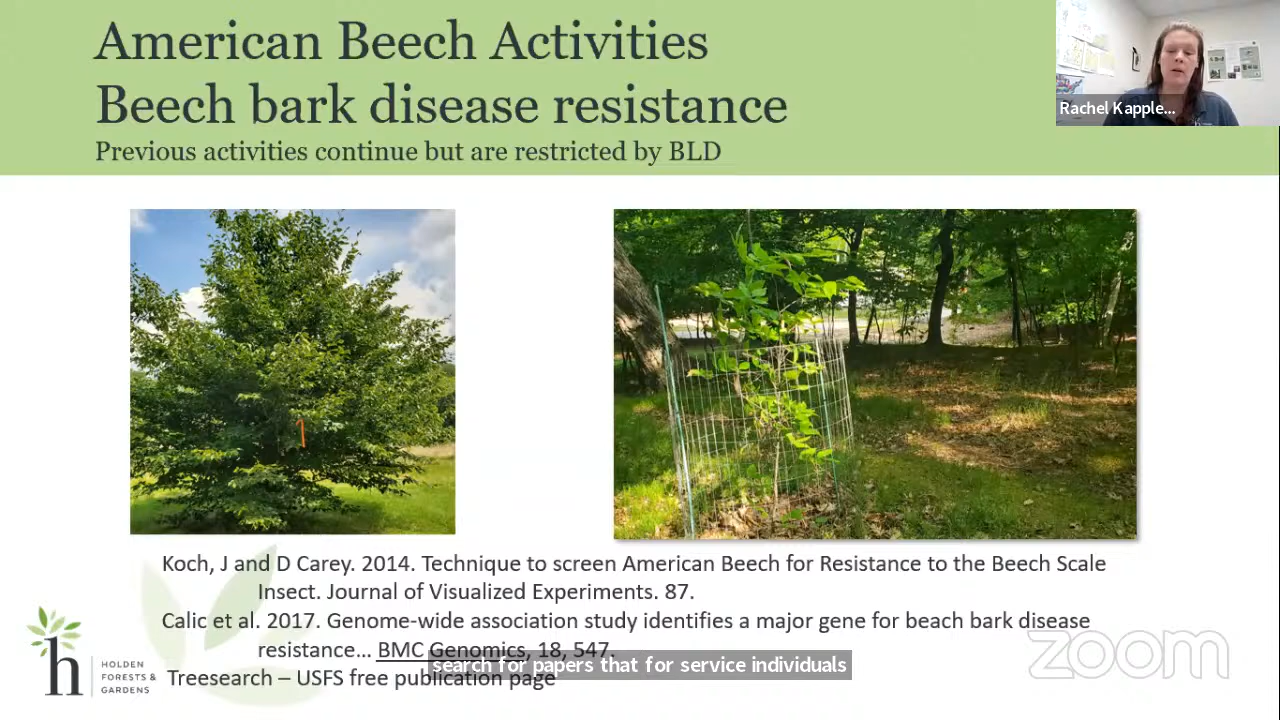 American Beech Activities
Beech bark disease resistance
Previous activities continue but are restricted by BLD
Rachel Kapple...
Koch, J and D Carey. 2014. Technique to screen American Beech for Resistance to the Beech Scale
Insect. Journal of Visualized Experiments. 87.
Calic et al. 2017. Genome-wide association study identifies a major gene for beach bark disease
resistance... BMC Genomics, 18, 547.
search for papers that for service individuals
Treesearch – USFS free publication page
h
HOLDEN
FORESTS &
GARDENS
zoom